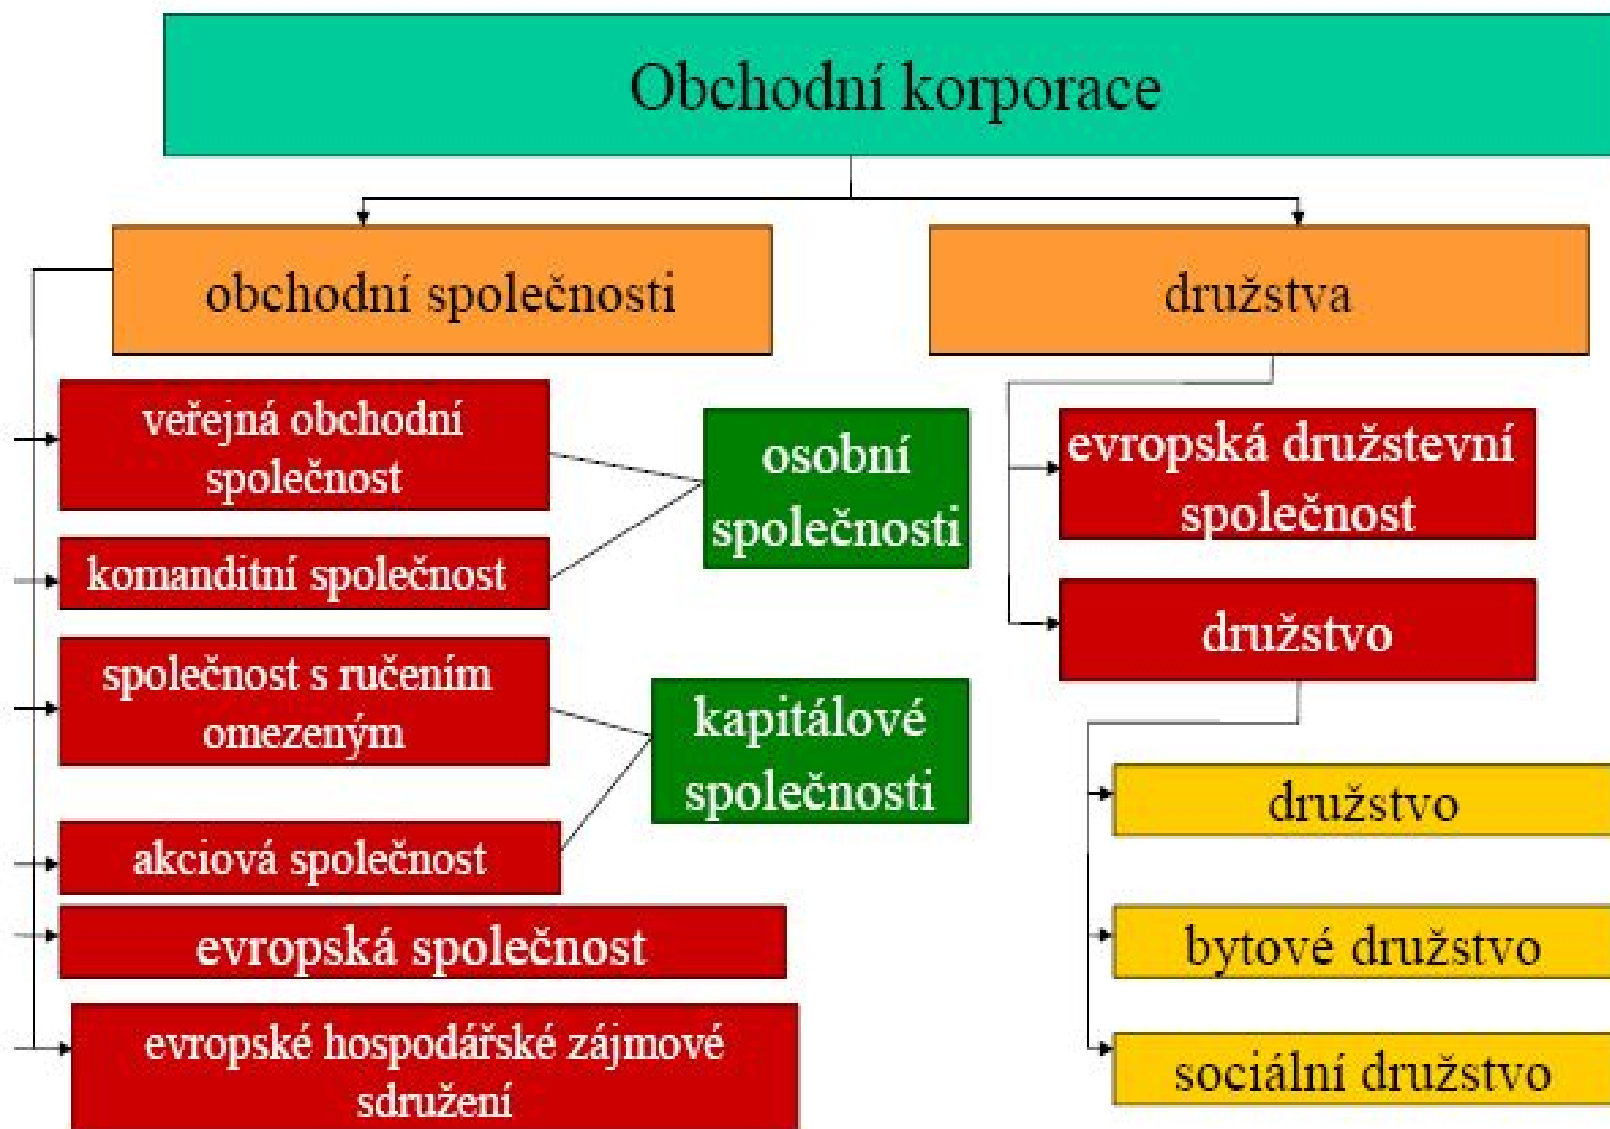 Obchodní korporace
obchodní společnosti
družstva
veřejná obchodní
společnost
komanditní společnost
společnost s ručením
omezeným
akciová společnost
evropská společnost
evropské hospodářské zájmové
sdružení
osobní
společnosti
kapitálové
společnosti
evropská družstevní
společnost
družstvo
družstvo
bytové družstvo
sociální družstvo